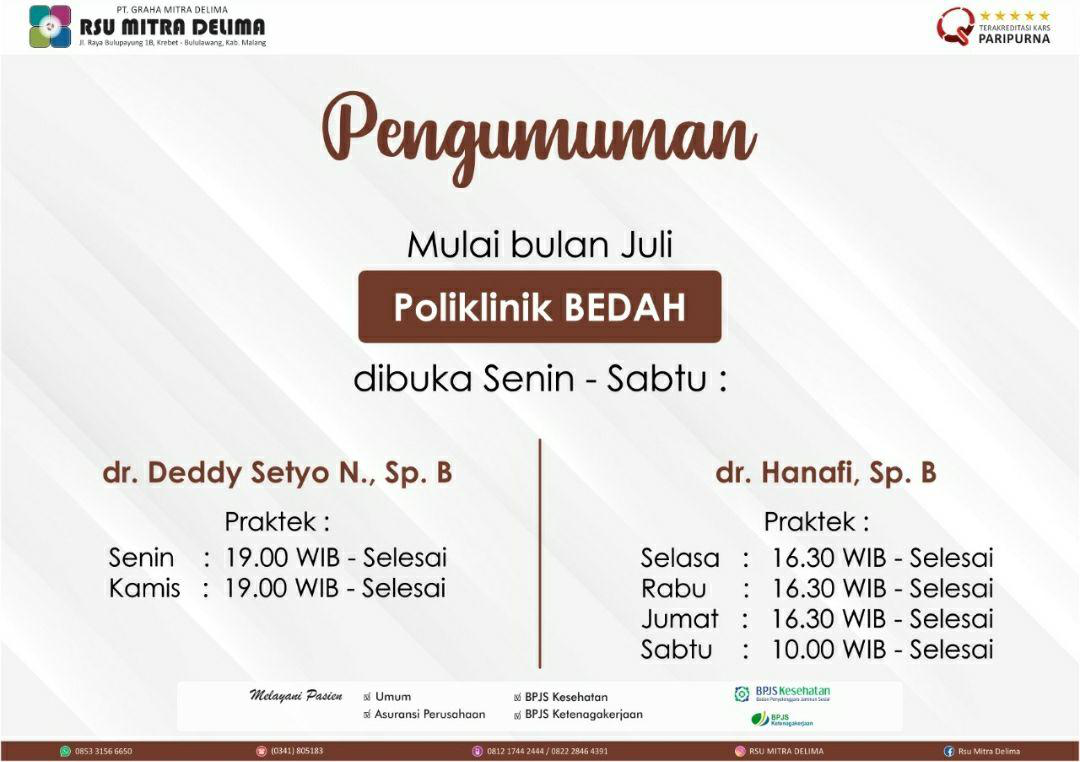 PT. GRAHA MITRA DELIMA
RSU MITRA DELIMA
Jl. Raya Bulupayung 1B, Krebet - Bululawang, Kab. Malang
TERAKREDITASI KARS
PARIPURNA
Pengumuman
Mulai bulan Juli
Poliklinik BEDAH
dibuka Senin - Sabtu :
dr. Deddy Setyo N., Sp. B
Praktek :
Senin : 19.00 WIB - Selesai
Kamis : 19.00 WIB - Selesai
dr. Hanafi, Sp. B
Praktek :
Selasa : 16.30 WIB - Selesai
Rabu : 16.30 WIB - Selesai
Jumat : 16.30 WIB - Selesai
Sabtu : 10.00 WIB - Selesai
Melayani Pasien
Umum
Asuransi Perusahaan
BPJS Kesehatan
BPJS Ketenagakerjaan
BPJS Kesehatan
Badan Penyelenggara Jaminan Sosial
BPJS
Ketenagakerjaan
0853 3156 6650
(0341) 805183
0812 1744 2444 / 0822 2846 4391
RSU MITRA DELIMA
Rsu Mitra Delima